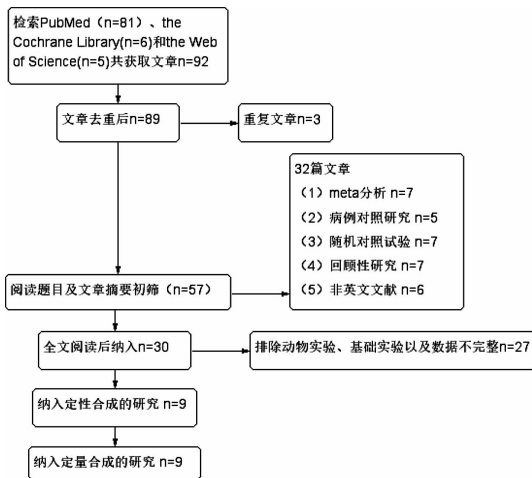 检索PubMed（n=81）、the
Cochrane Library(n=6)和the Web
of Science(n=5)共获取文章n=92
文章去重后n=89
重复文章n=3
32篇文章
（1）meta分析 n=7
（2）病例对照研究 n=5
（3）随机对照试验 n=7
（4）回顾性研究 n=7
（5）非英文文献 n=6
阅读题目及文章摘要初筛（n=57）
全文阅读后纳入n=30
排除动物实验、基础实验以及数据不完整n=27
纳入定性合成的研究 n=9
纳入定量合成的研究 n=9